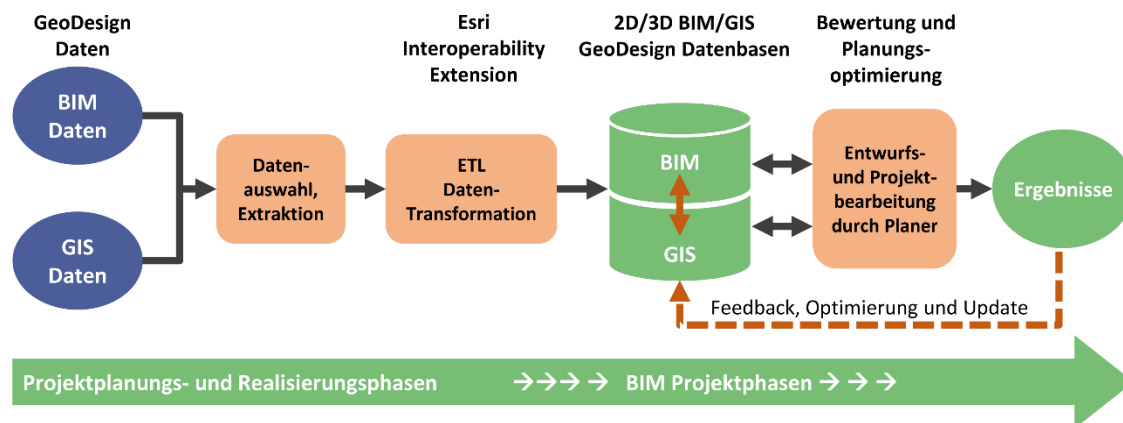 GeoDesign
Daten
Esri
Interoperability
Extension
2D/3D BIM/GIS
GeoDesign Datenbasen
Bewertung und
Planungs-
optimierung
BIM
Daten
GIS
Daten
Daten-
auswahl,
Extraktion
ETL
Daten-
Transformation
BIM
GIS
Entwurfs-
und Projekt-
bearbeitung
durch Planer
Ergebnisse
Feedback, Optimierung und Update
Projektplanungs- und Realisierungsphasen →→→ → BIM Projektphasen → → →